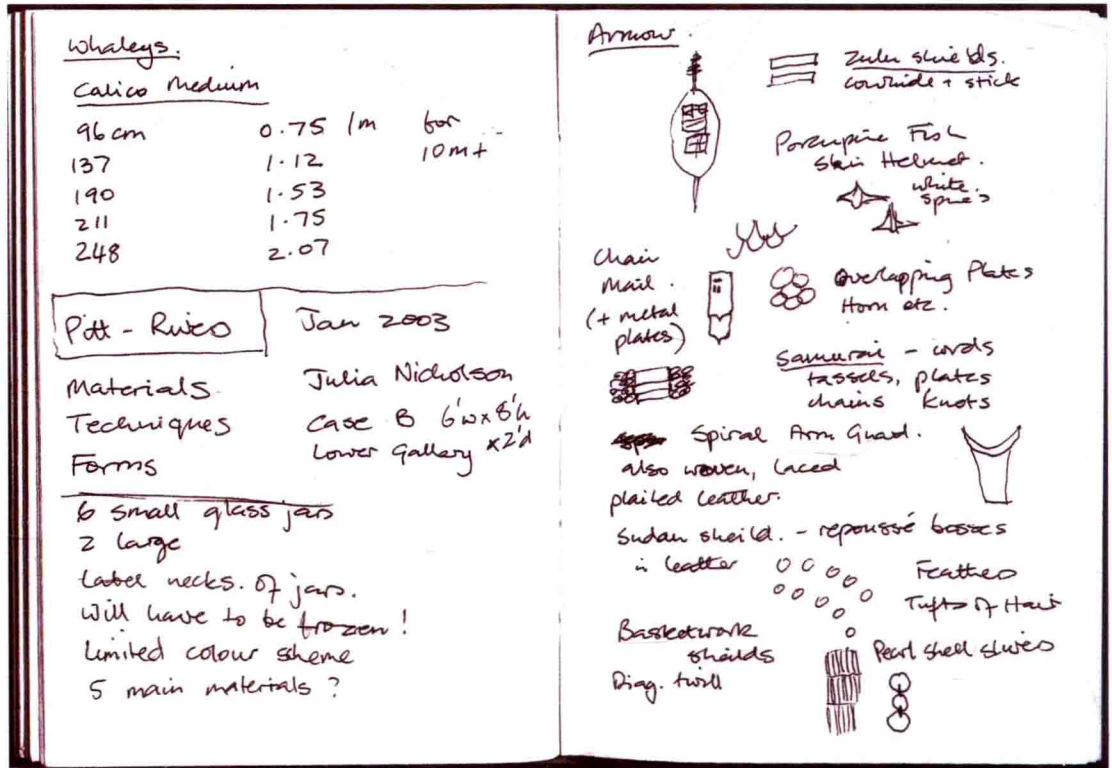 Whaleys.
Calico Medium
96cm 0.75 /m for
137 1.12 10m+
190 1.53
211 1.75
248 2.07
Pitt-Rivers Jan 2003
Materials Julia Nicholson
Techniques Case B 6'w x 8'h
Forms Lower Gallery x 2'd
6 small glass jars
2 large
Label necks. of jars.
will have to be frozen!
Limited colour scheme
5 main materials?
Armour.
Zulu shields.
cowhide + stick
Porcupine Fish
Skin Helmet.
white
spines
Chain
Mail.
(+ metal
plates)
Overlapping Plates
Horn etc.
Samurai - cords
tassels, plates
chains knots
Spiral Arm Guard.
also woven, laced
plaited leather.
Sudan sheild. - repoussé bosses
in leather
Feathers
Tufts of Hair
Basketwork
sheilds
Diag. twill
Pearl shell slivers